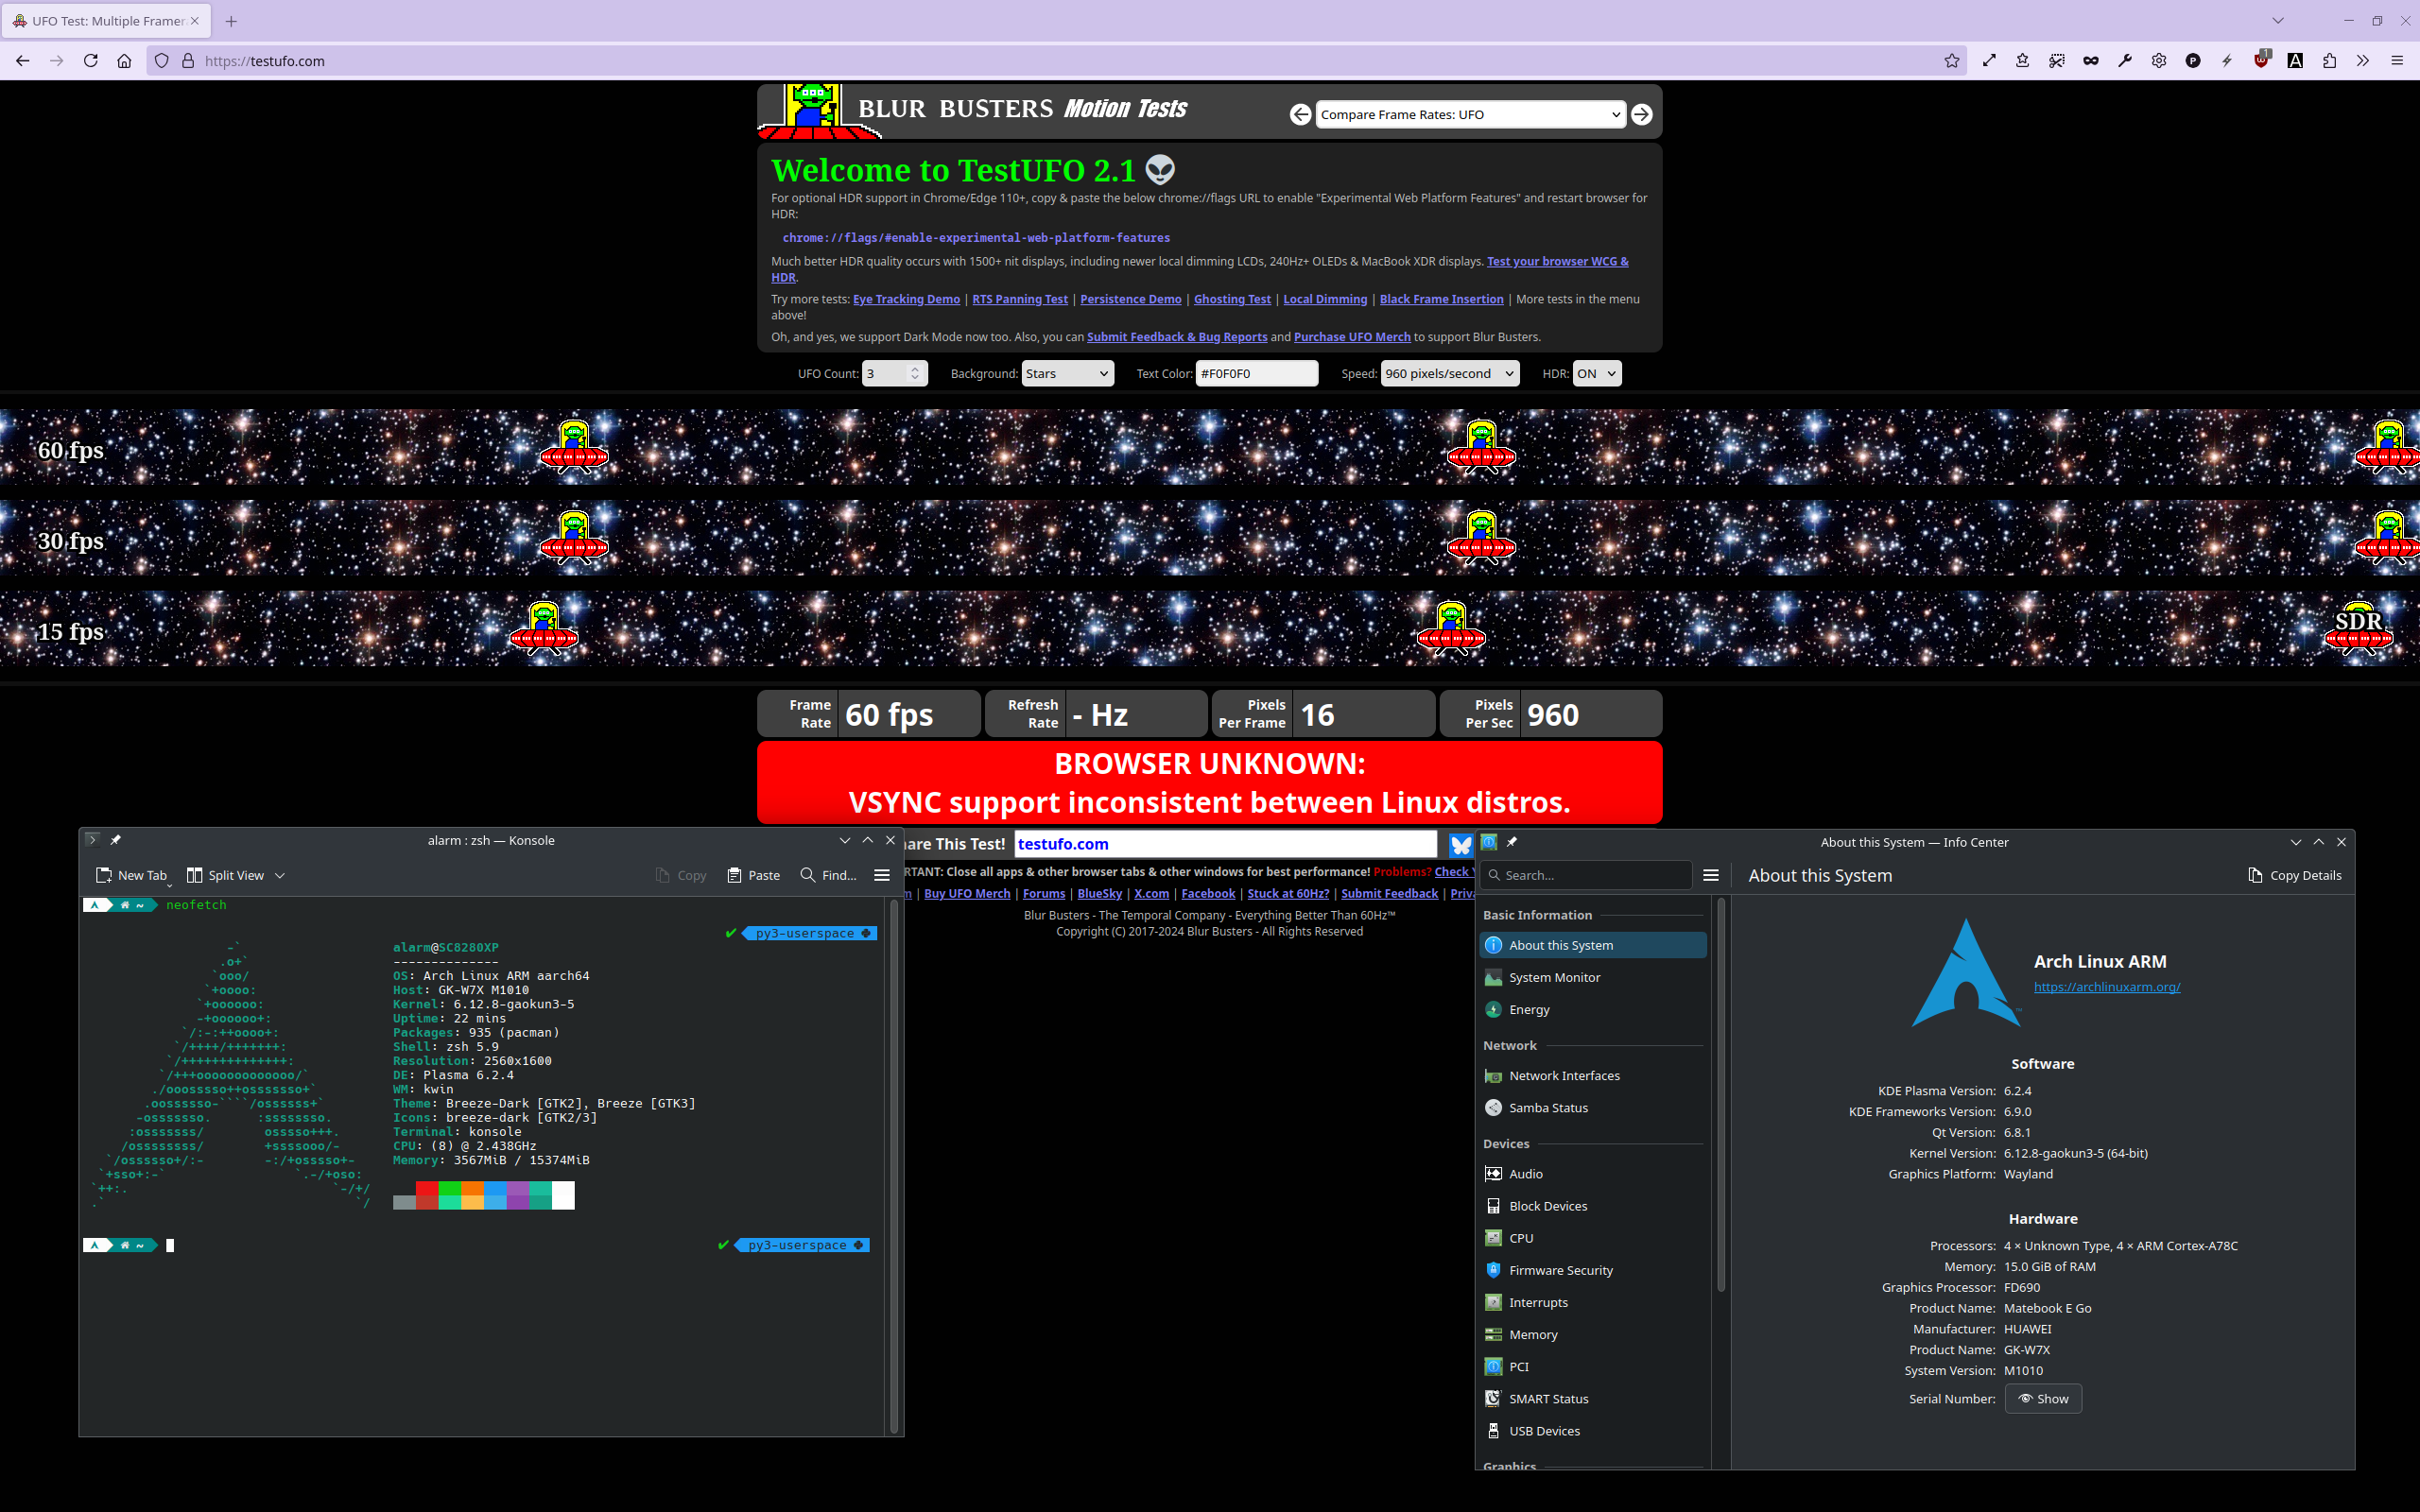 UFO Test: Multiple Framer
https://testufo.com
1
BLUR BUSTERS Motion Tests
Compare Frame Rates: UFO
Welcome to TestUFO 2.1
For optional HDR support in Chrome/Edge 110+, copy & paste the below chrome://flags URL to enable "Experimental Web Platform Features" and restart browser for
HDR:
chrome://flags/#enable-experimental-web-platform-features
Much better HDR quality occurs with 1500+ nit displays, including newer local dimming LCDs, 240Hz+ OLEDs & MacBook XDR displays. Test your browser WCG &
HDR.
Try more tests: Eye Tracking Demo | RTS Panning Test | Persistence Demo | Ghosting Test | Local Dimming | Black Frame Insertion | More tests in the menu
above!
Oh, and yes, we support Dark Mode now too. Also, you can Submit Feedback & Bug Reports and Purchase UFO Merch to support Blur Busters.
UFO Count: 3 Background: Stars Text Color: #F0F0F0 Speed: 960 pixels/second HDR: ON
60 fps
30 fps
15 fps
SDR
Frame Rate 60 fps
Refresh Rate - Hz
Pixels Per Frame 16
Pixels Per Sec 960
BROWSER UNKNOWN:
VSYNC support inconsistent between Linux distros.
are This Test! testufo.com
RTANT: Close all apps & other browser tabs & other windows for best performance! Problems? Check
| Buy UFO Merch | Forums | BlueSky | X.com | Facebook | Stuck at 60Hz? | Submit Feedback |
Blur Busters - The Temporal Company - Everything Better Than 60Hz™
Copyright (C) 2017-2024 Blur Busters - All Rights Reserved
alarm : zsh — Konsole
New Tab Split View Copy Paste Find...
~ neofetch
✔ py3-userspace
alarm@SC8280XP
--------------
OS: Arch Linux ARM aarch64
Host: GK-W7X M1010
Kernel: 6.12.8-gaokun3-5
Uptime: 22 mins
Packages: 935 (pacman)
Shell: zsh 5.9
Resolution: 2560x1600
DE: Plasma 6.2.4
WM: kwin
Theme: Breeze-Dark [GTK2], Breeze [GTK3]
Icons: breeze-dark [GTK2/3]
Terminal: konsole
CPU: (8) @ 2.438GHz
Memory: 3567MiB / 15374MiB
~
✔ py3-userspace
About this System — Info Center
Search...
About this System
Copy Details
Basic Information
About this System
System Monitor
Energy
Network
Network Interfaces
Samba Status
Devices
Audio
Block Devices
CPU
Firmware Security
Interrupts
Memory
PCI
SMART Status
USB Devices
Graphics
Arch Linux ARM
https://archlinuxarm.org/
Software
KDE Plasma Version: 6.2.4
KDE Frameworks Version: 6.9.0
Qt Version: 6.8.1
Kernel Version: 6.12.8-gaokun3-5 (64-bit)
Graphics Platform: Wayland
Hardware
Processors: 4 × Unknown Type, 4 × ARM Cortex-A78C
Memory: 15.0 GiB of RAM
Graphics Processor: FD690
Product Name: Matebook E Go
Manufacturer: HUAWEI
Product Name: GK-W7X
System Version: M1010
Serial Number: Show